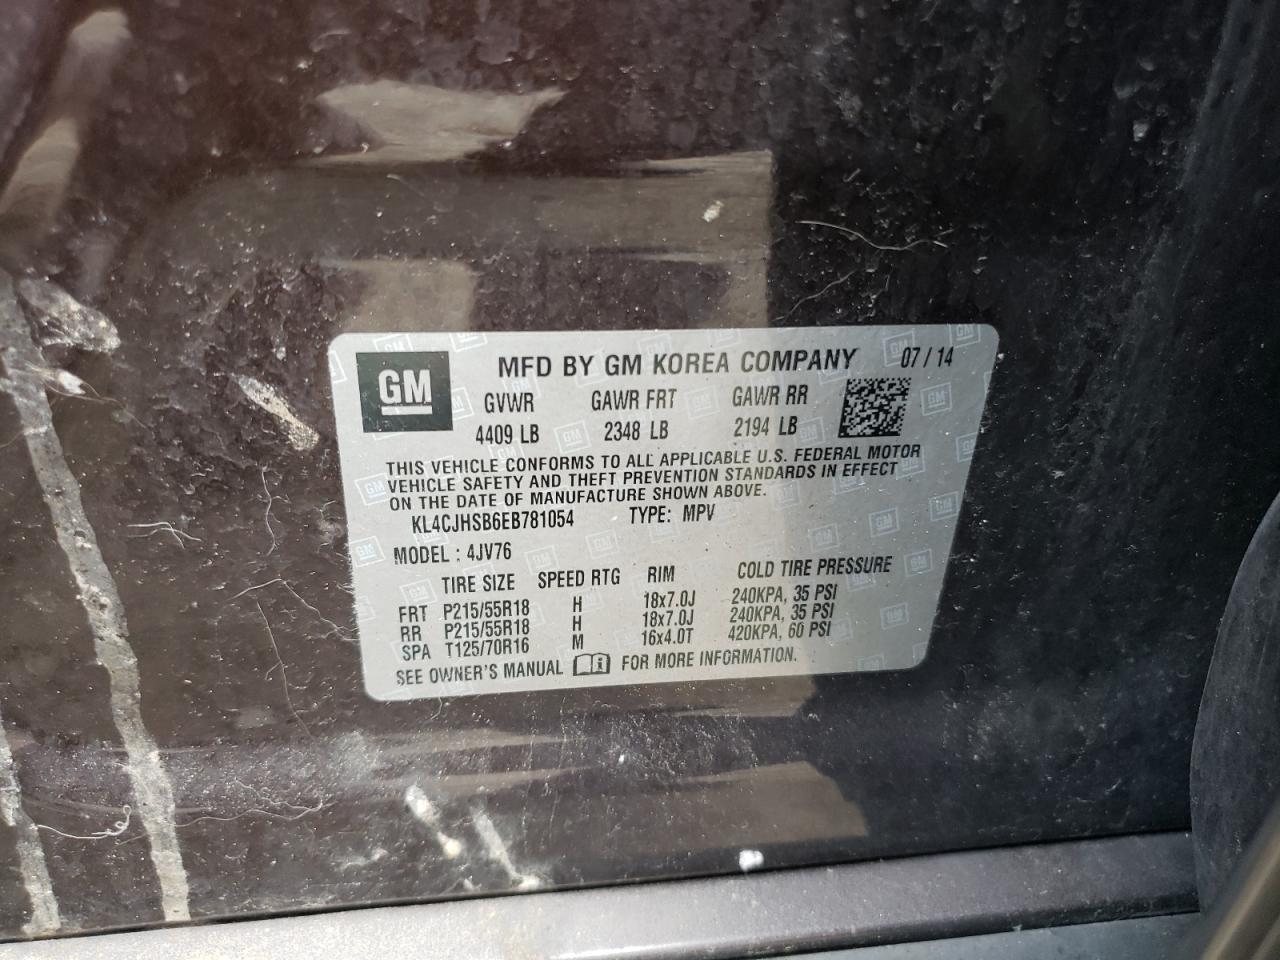 GM MFD BY GM KOREA COMPANY 07 / 14
GVWR GAWR FRT GAWR RR
4409 LB 2348 LB 2194 LB
THIS VEHICLE CONFORMS TO ALL APPLICABLE U.S. FEDERAL MOTOR
VEHICLE SAFETY AND THEFT PREVENTION STANDARDS IN EFFECT
ON THE DATE OF MANUFACTURE SHOWN ABOVE.
KL4CJHSB6EB781054 TYPE: MPV
MODEL : 4JV76
TIRE SIZE SPEED RTG RIM COLD TIRE PRESSURE
FRT P215/55R18 H 18x7.0J 240KPA, 35 PSI
RR P215/55R18 H 18x7.0J 240KPA, 35 PSI
SPA T125/70R16 M 16x4.0T 420KPA, 60 PSI
SEE OWNER'S MANUAL FOR MORE INFORMATION.